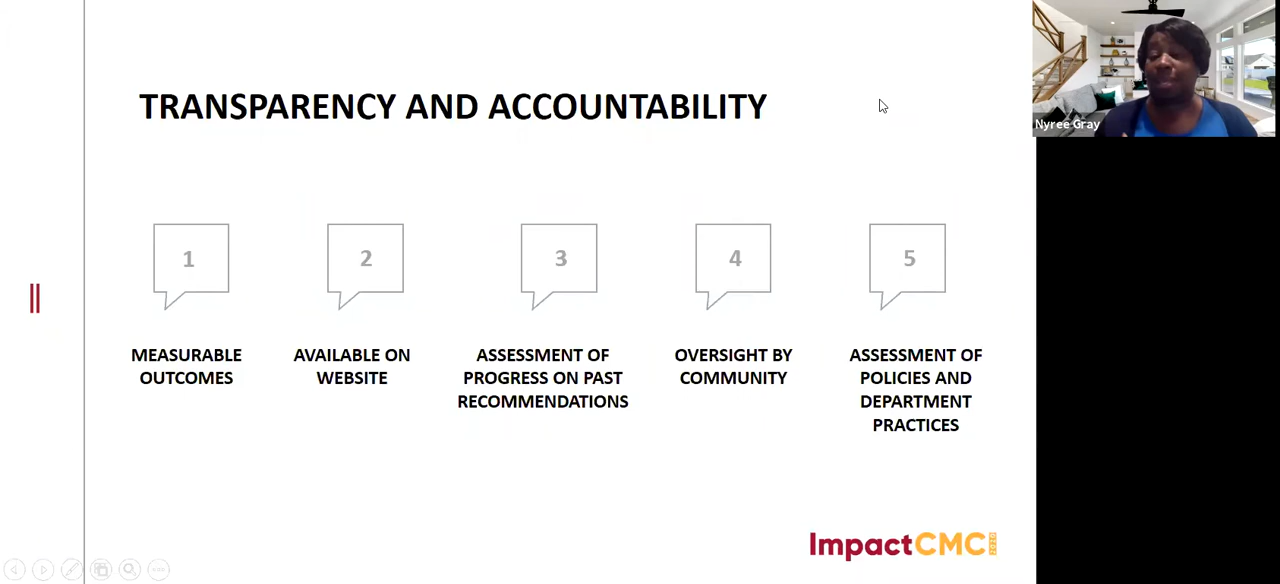 TRANSPARENCY AND ACCOUNTABILITY
Nyree Gray
1
2
3
4
5
MEASURABLE
OUTCOMES
AVAILABLE ON
WEBSITE
ASSESSMENT OF
PROGRESS ON PAST
RECOMMENDATIONS
OVERSIGHT BY
COMMUNITY
ASSESSMENT OF
POLICIES AND
DEPARTMENT
PRACTICES
ImpactCMC